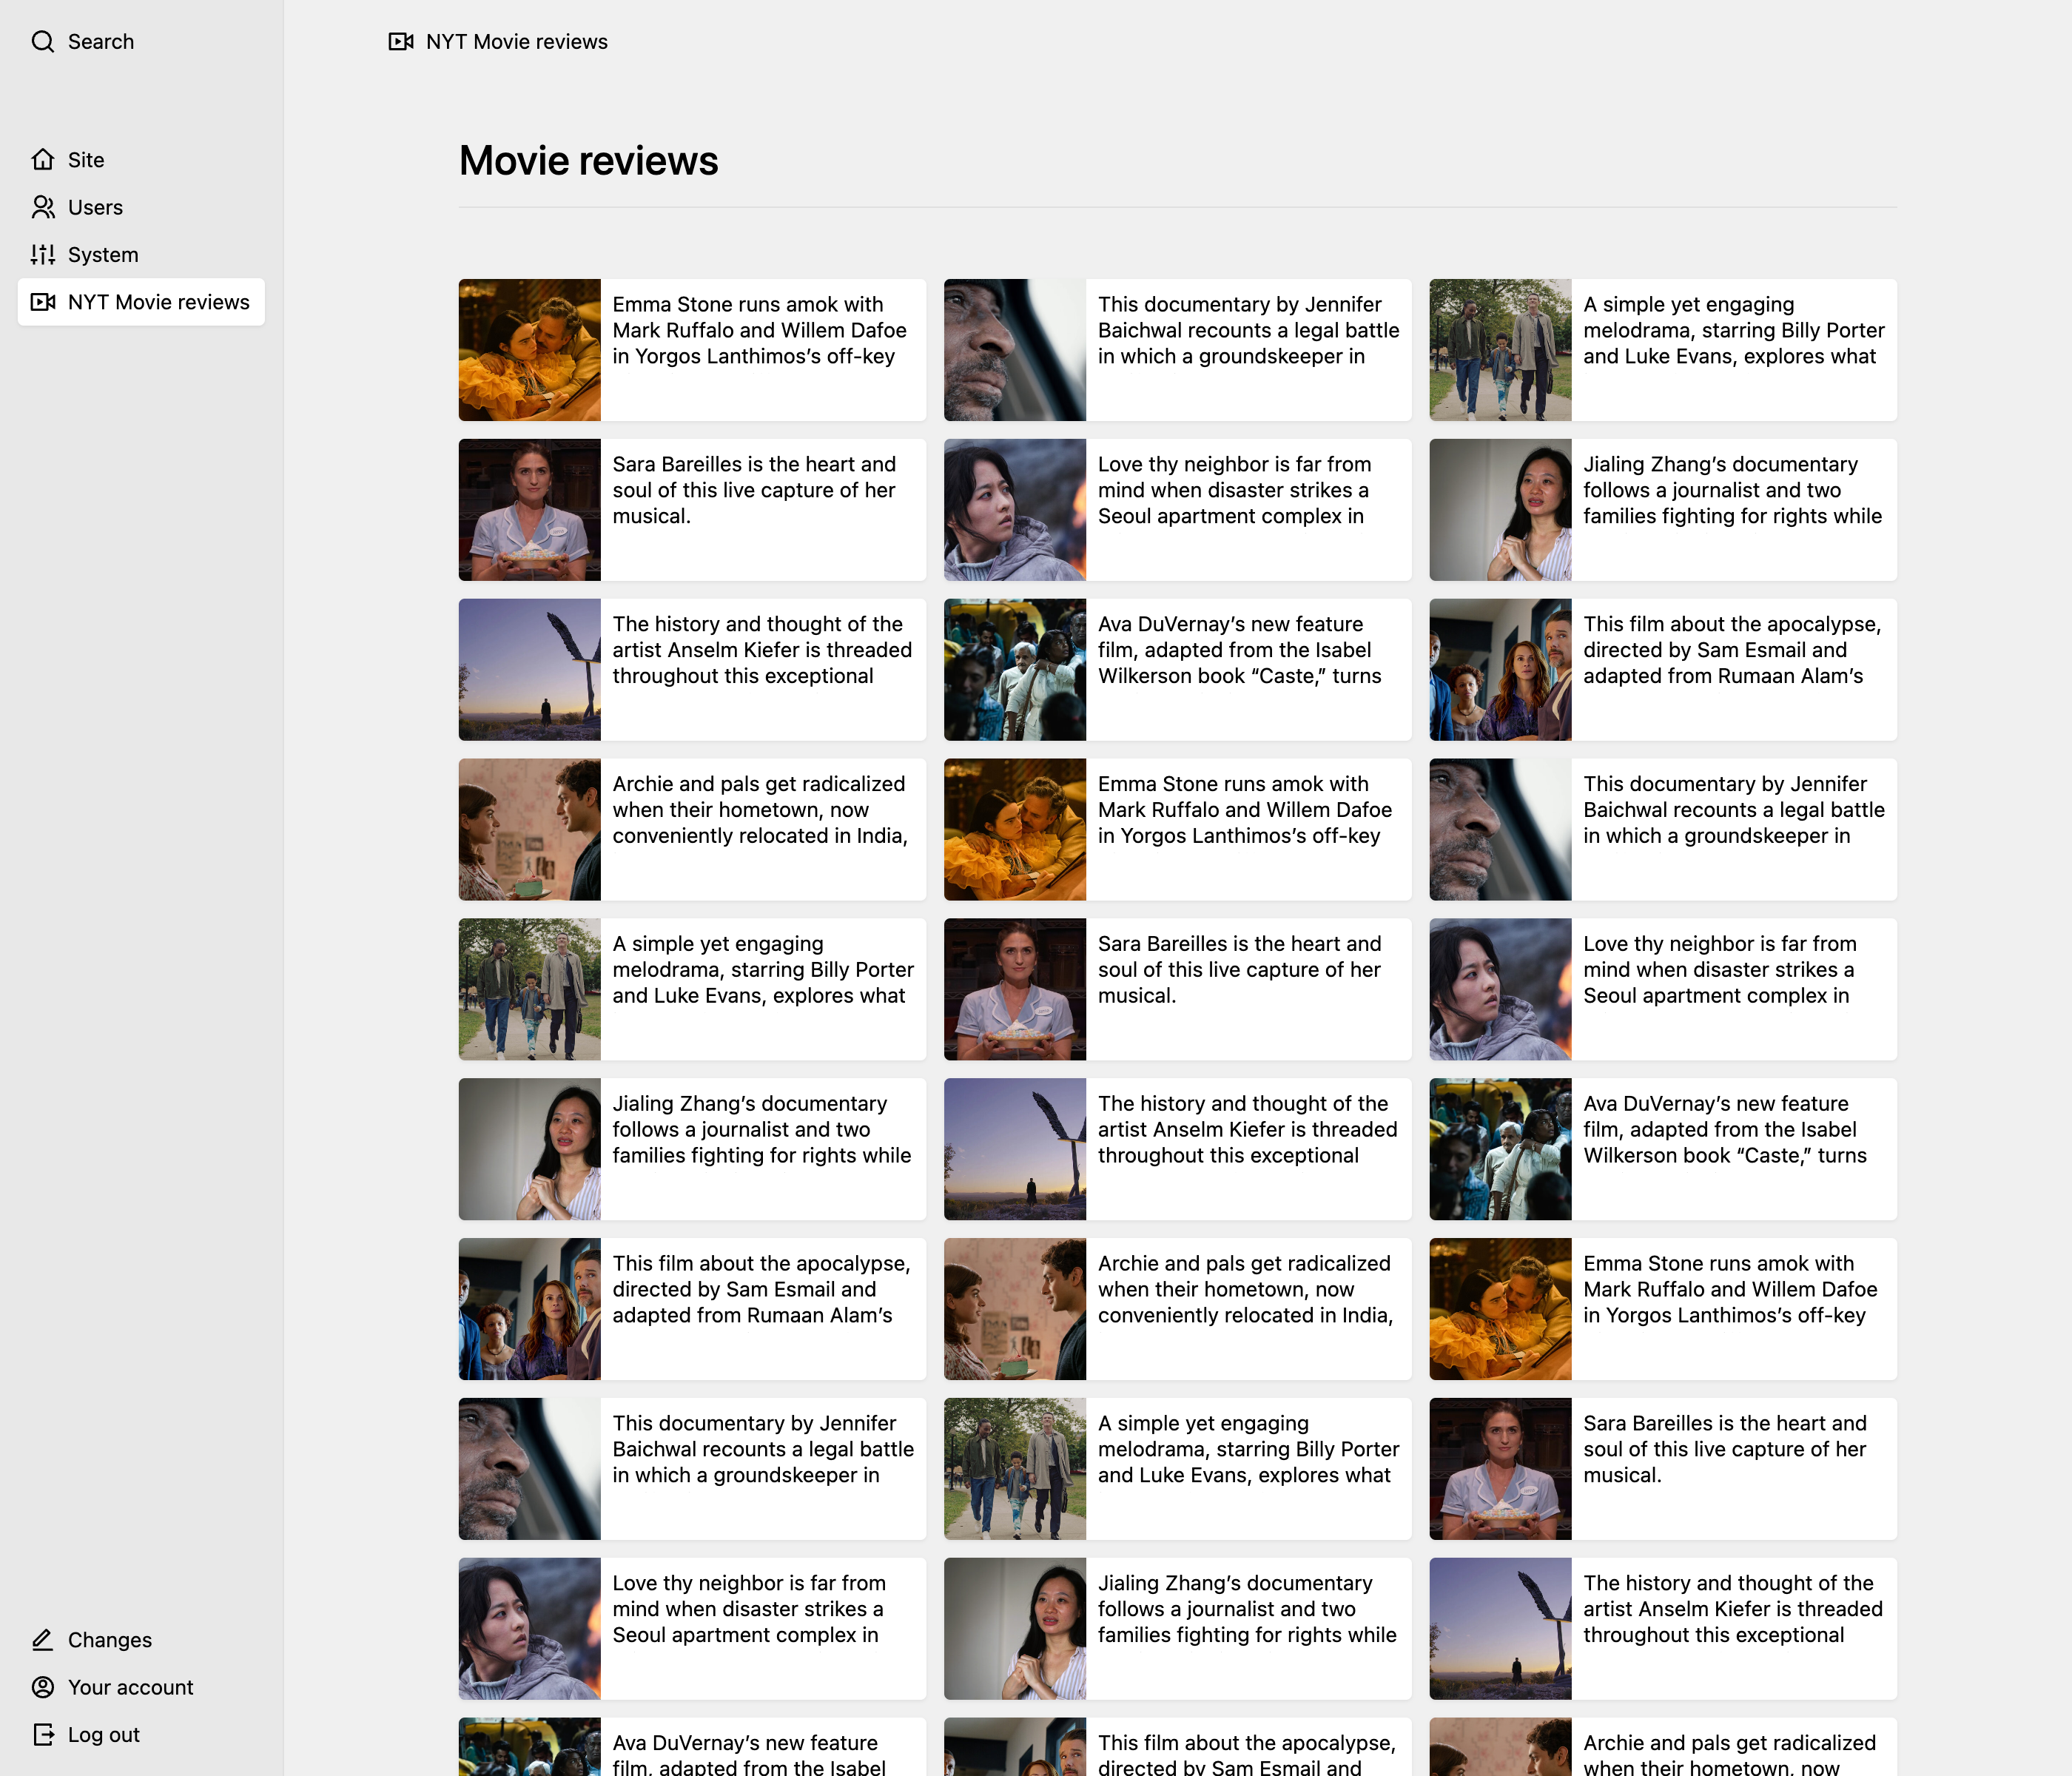 Search
NYT Movie reviews
Site
Users
System
NYT Movie reviews
Changes
Your account
Log out
Movie reviews
Emma Stone runs amok with
Mark Ruffalo and Willem Dafoe
in Yorgos Lanthimos’s off-key
This documentary by Jennifer
Baichwal recounts a legal battle
in which a groundskeeper in
A simple yet engaging
melodrama, starring Billy Porter
and Luke Evans, explores what
Sara Bareilles is the heart and
soul of this live capture of her
musical.
Love thy neighbor is far from
mind when disaster strikes a
Seoul apartment complex in
Jialing Zhang’s documentary
follows a journalist and two
families fighting for rights while
The history and thought of the
artist Anselm Kiefer is threaded
throughout this exceptional
Ava DuVernay’s new feature
film, adapted from the Isabel
Wilkerson book “Caste,” turns
This film about the apocalypse,
directed by Sam Esmail and
adapted from Rumaan Alam’s
Archie and pals get radicalized
when their hometown, now
conveniently relocated in India,
Emma Stone runs amok with
Mark Ruffalo and Willem Dafoe
in Yorgos Lanthimos’s off-key
This documentary by Jennifer
Baichwal recounts a legal battle
in which a groundskeeper in
A simple yet engaging
melodrama, starring Billy Porter
and Luke Evans, explores what
Sara Bareilles is the heart and
soul of this live capture of her
musical.
Love thy neighbor is far from
mind when disaster strikes a
Seoul apartment complex in
Jialing Zhang’s documentary
follows a journalist and two
families fighting for rights while
The history and thought of the
artist Anselm Kiefer is threaded
throughout this exceptional
Ava DuVernay’s new feature
film, adapted from the Isabel
Wilkerson book “Caste,” turns
This film about the apocalypse,
directed by Sam Esmail and
adapted from Rumaan Alam’s
Archie and pals get radicalized
when their hometown, now
conveniently relocated in India,
Emma Stone runs amok with
Mark Ruffalo and Willem Dafoe
in Yorgos Lanthimos’s off-key
This documentary by Jennifer
Baichwal recounts a legal battle
in which a groundskeeper in
A simple yet engaging
melodrama, starring Billy Porter
and Luke Evans, explores what
Sara Bareilles is the heart and
soul of this live capture of her
musical.
Love thy neighbor is far from
mind when disaster strikes a
Seoul apartment complex in
Jialing Zhang’s documentary
follows a journalist and two
families fighting for rights while
The history and thought of the
artist Anselm Kiefer is threaded
throughout this exceptional
Ava DuVernay’s new feature
film, adapted from the Isabel
This film about the apocalypse,
directed by Sam Esmail and
Archie and pals get radicalized
when their hometown, now